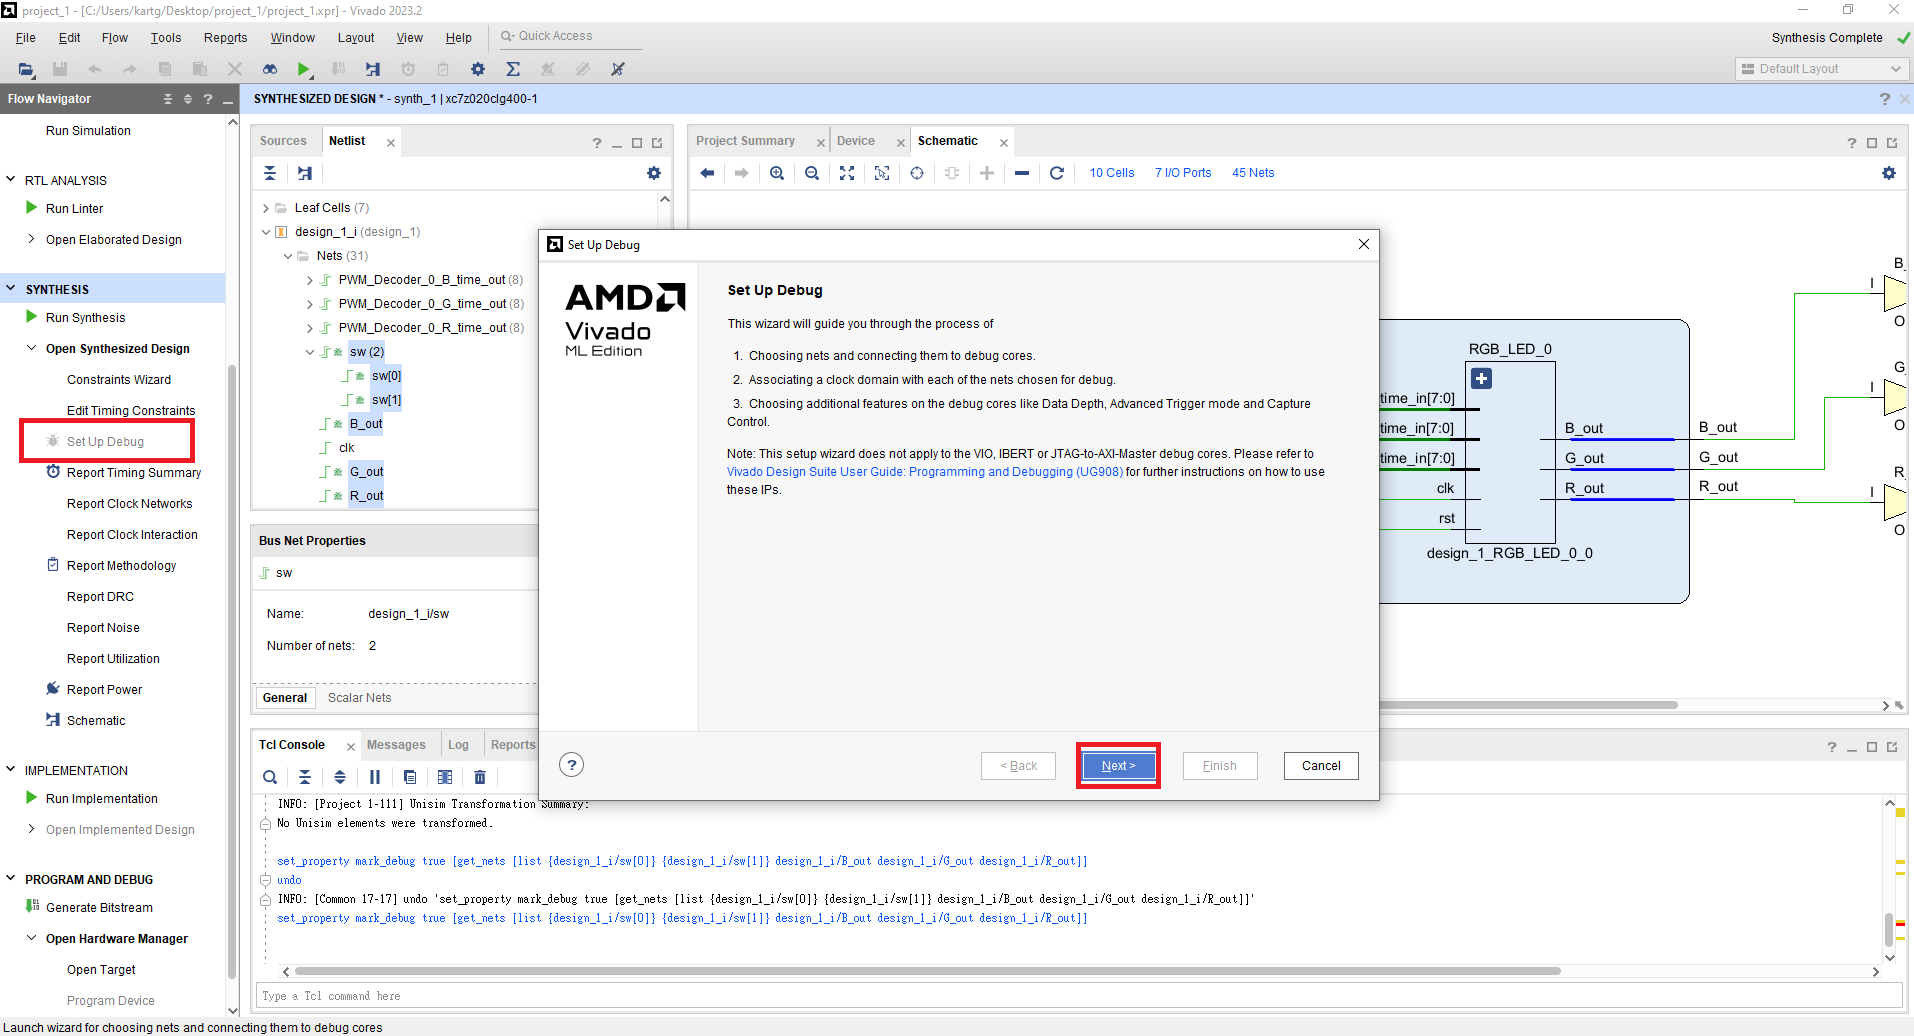 project_1 - [C:/Users/kartg/Desktop/project_1/project_1.xpr] - Vivado 2023.2
File Edit Flow Tools Reports Window Layout View Help Quick Access
Synthesis Complete
Default Layout
Flow Navigator
SYNTHESIZED DESIGN * - synth_1 | xc7z020clg400-1
Run Simulation
RTL ANALYSIS
Run Linter
Open Elaborated Design
SYNTHESIS
Run Synthesis
Open Synthesized Design
Constraints Wizard
Edit Timing Constraints
Set Up Debug
Report Timing Summary
Report Clock Networks
Report Clock Interaction
Report Methodology
Report DRC
Report Noise
Report Utilization
Report Power
Schematic
IMPLEMENTATION
Run Implementation
Open Implemented Design
PROGRAM AND DEBUG
Generate Bitstream
Open Hardware Manager
Open Target
Program Device
Sources Netlist
Leaf Cells (7)
design_1_i (design_1)
Nets (31)
PWM_Decoder_0_B_time_out (8)
PWM_Decoder_0_G_time_out (8)
PWM_Decoder_0_R_time_out (8)
sw (2)
sw[0]
sw[1]
B_out
clk
G_out
R_out
Bus Net Properties
sw
Name: design_1_i/sw
Number of nets: 2
General Scalar Nets
Project Summary Device Schematic
10 Cells 7 I/O Ports 45 Nets
RGB_LED_0
time_in[7:0]
time_in[7:0]
time_in[7:0]
clk
rst
B_out
G_out
R_out
B_out
G_out
R_out
design_1_RGB_LED_0_0
B_
I
O
G_
I
O
R_
I
O
Set Up Debug
AMD
Vivado
ML Edition
Set Up Debug
This wizard will guide you through the process of
1. Choosing nets and connecting them to debug cores.
2. Associating a clock domain with each of the nets chosen for debug.
3. Choosing additional features on the debug cores like Data Depth, Advanced Trigger mode and Capture
Control.
Note: This setup wizard does not apply to the VIO, IBERT or JTAG-to-AXI-Master debug cores. Please refer to
Vivado Design Suite User Guide: Programming and Debugging (UG908) for further instructions on how to use
these IPs.
< Back Next > Finish Cancel
Tcl Console Messages Log Reports
INFO: [Project 1-111] Unisim Transformation Summary:
No Unisim elements were transformed.
set_property mark_debug true [get_nets [list {design_1_i/sw[0]} {design_1_i/sw[1]} design_1_i/B_out design_1_i/G_out design_1_i/R_out]]
undo
INFO: [Common 17-17] undo 'set_property mark_debug true [get_nets [list {design_1_i/sw[0]} {design_1_i/sw[1]} design_1_i/B_out design_1_i/G_out design_1_i/R_out]]'
set_property mark_debug true [get_nets [list {design_1_i/sw[0]} {design_1_i/sw[1]} design_1_i/B_out design_1_i/G_out design_1_i/R_out]]
Type a Tcl command here
Launch wizard for choosing nets and connecting them to debug cores